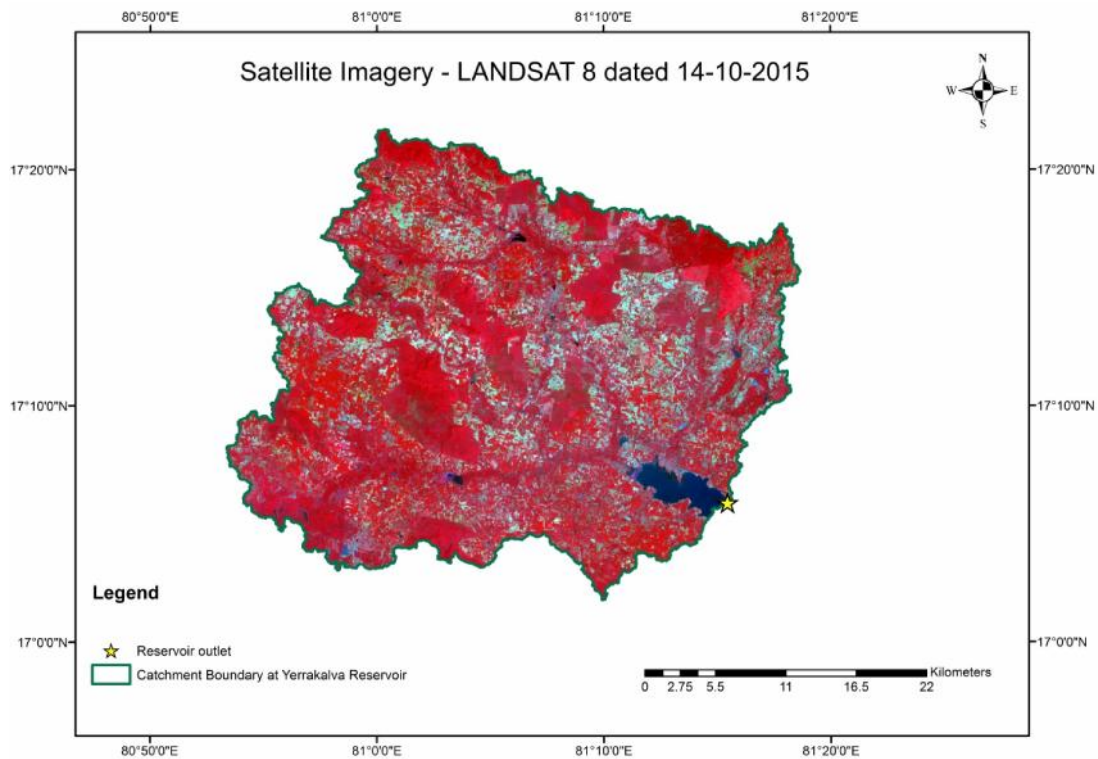 80°50'0"E 81°0'0"E 81°10'0"E 81°20'0"E
Satellite Imagery - LANDSAT 8 dated 14-10-2015
N
W E
S
17°20'0"N 17°20'0"N
17°10'0"N 17°10'0"N
Legend
17°0'0"N 17°0'0"N
Reservoir outlet
Catchment Boundary at Yerrakalva Reservoir
Kilometers
0 2.75 5.5 11 16.5 22
80°50'0"E 81°0'0"E 81°10'0"E 81°20'0"E